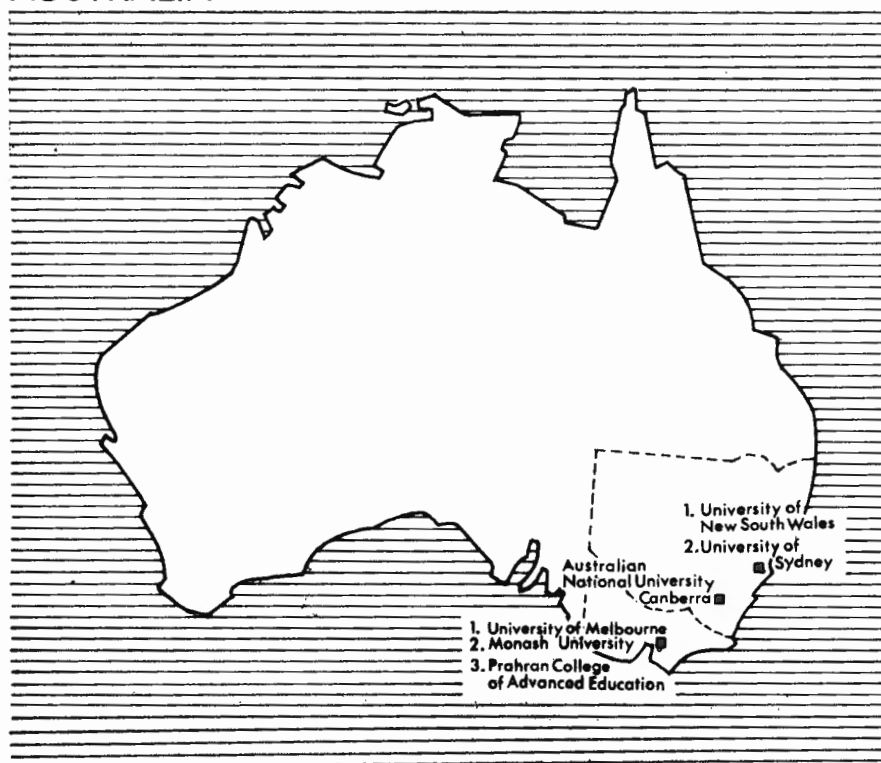 1. University of
New South Wales
2. University of
Sydney
Australian
National University
Canberra
1. University of Melbourne
2. Monash University
3. Prahran College
of Advanced Education